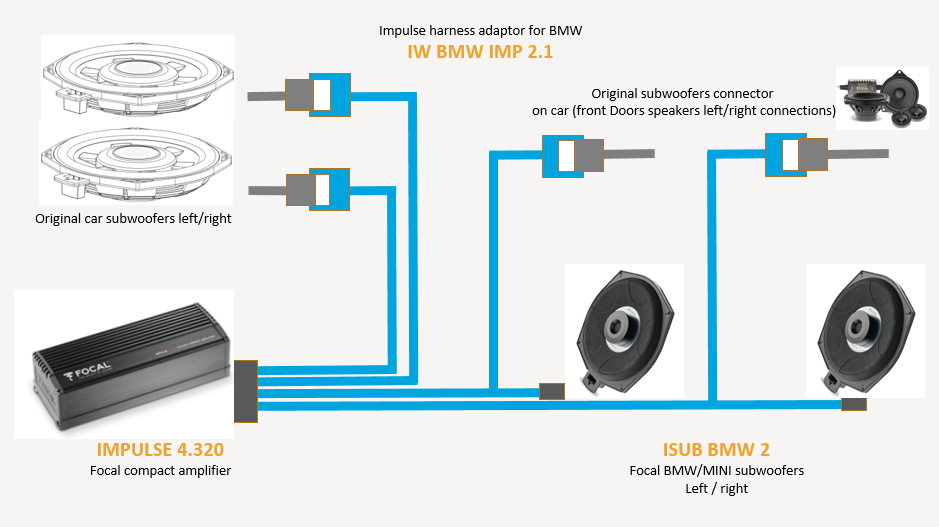 Impulse harness adaptor for BMW
IW BMW IMP 2.1
Original subwoofers connector
on car (front Doors speakers left/right connections)
Original car subwoofers left/right
FOCAL
IMPULSE 4.320
Focal compact amplifier
ISUB BMW 2
Focal BMW/MINI subwoofers
Left / right